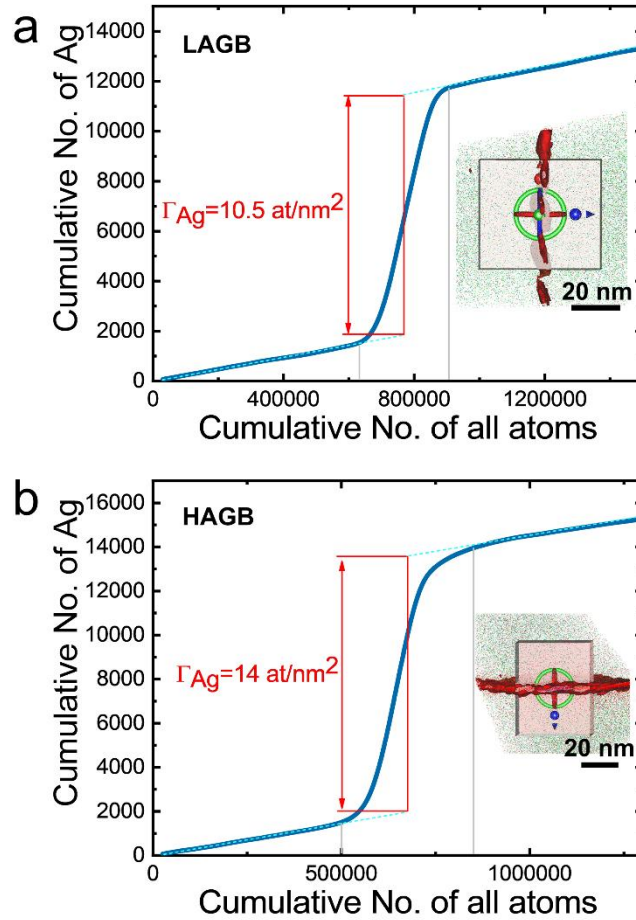 a
LAGB
Cumulative No. of Ag
14000
12000
10000
8000
6000
4000
2000
0
Γ_Ag=10.5 at/nm²
20 nm
0
400000
800000
1200000
Cumulative No. of all atoms
b
HAGB
Cumulative No. of Ag
16000
14000
12000
10000
8000
6000
4000
2000
0
Γ_Ag=14 at/nm²
20 nm
0
500000
1000000
Cumulative No. of all atoms